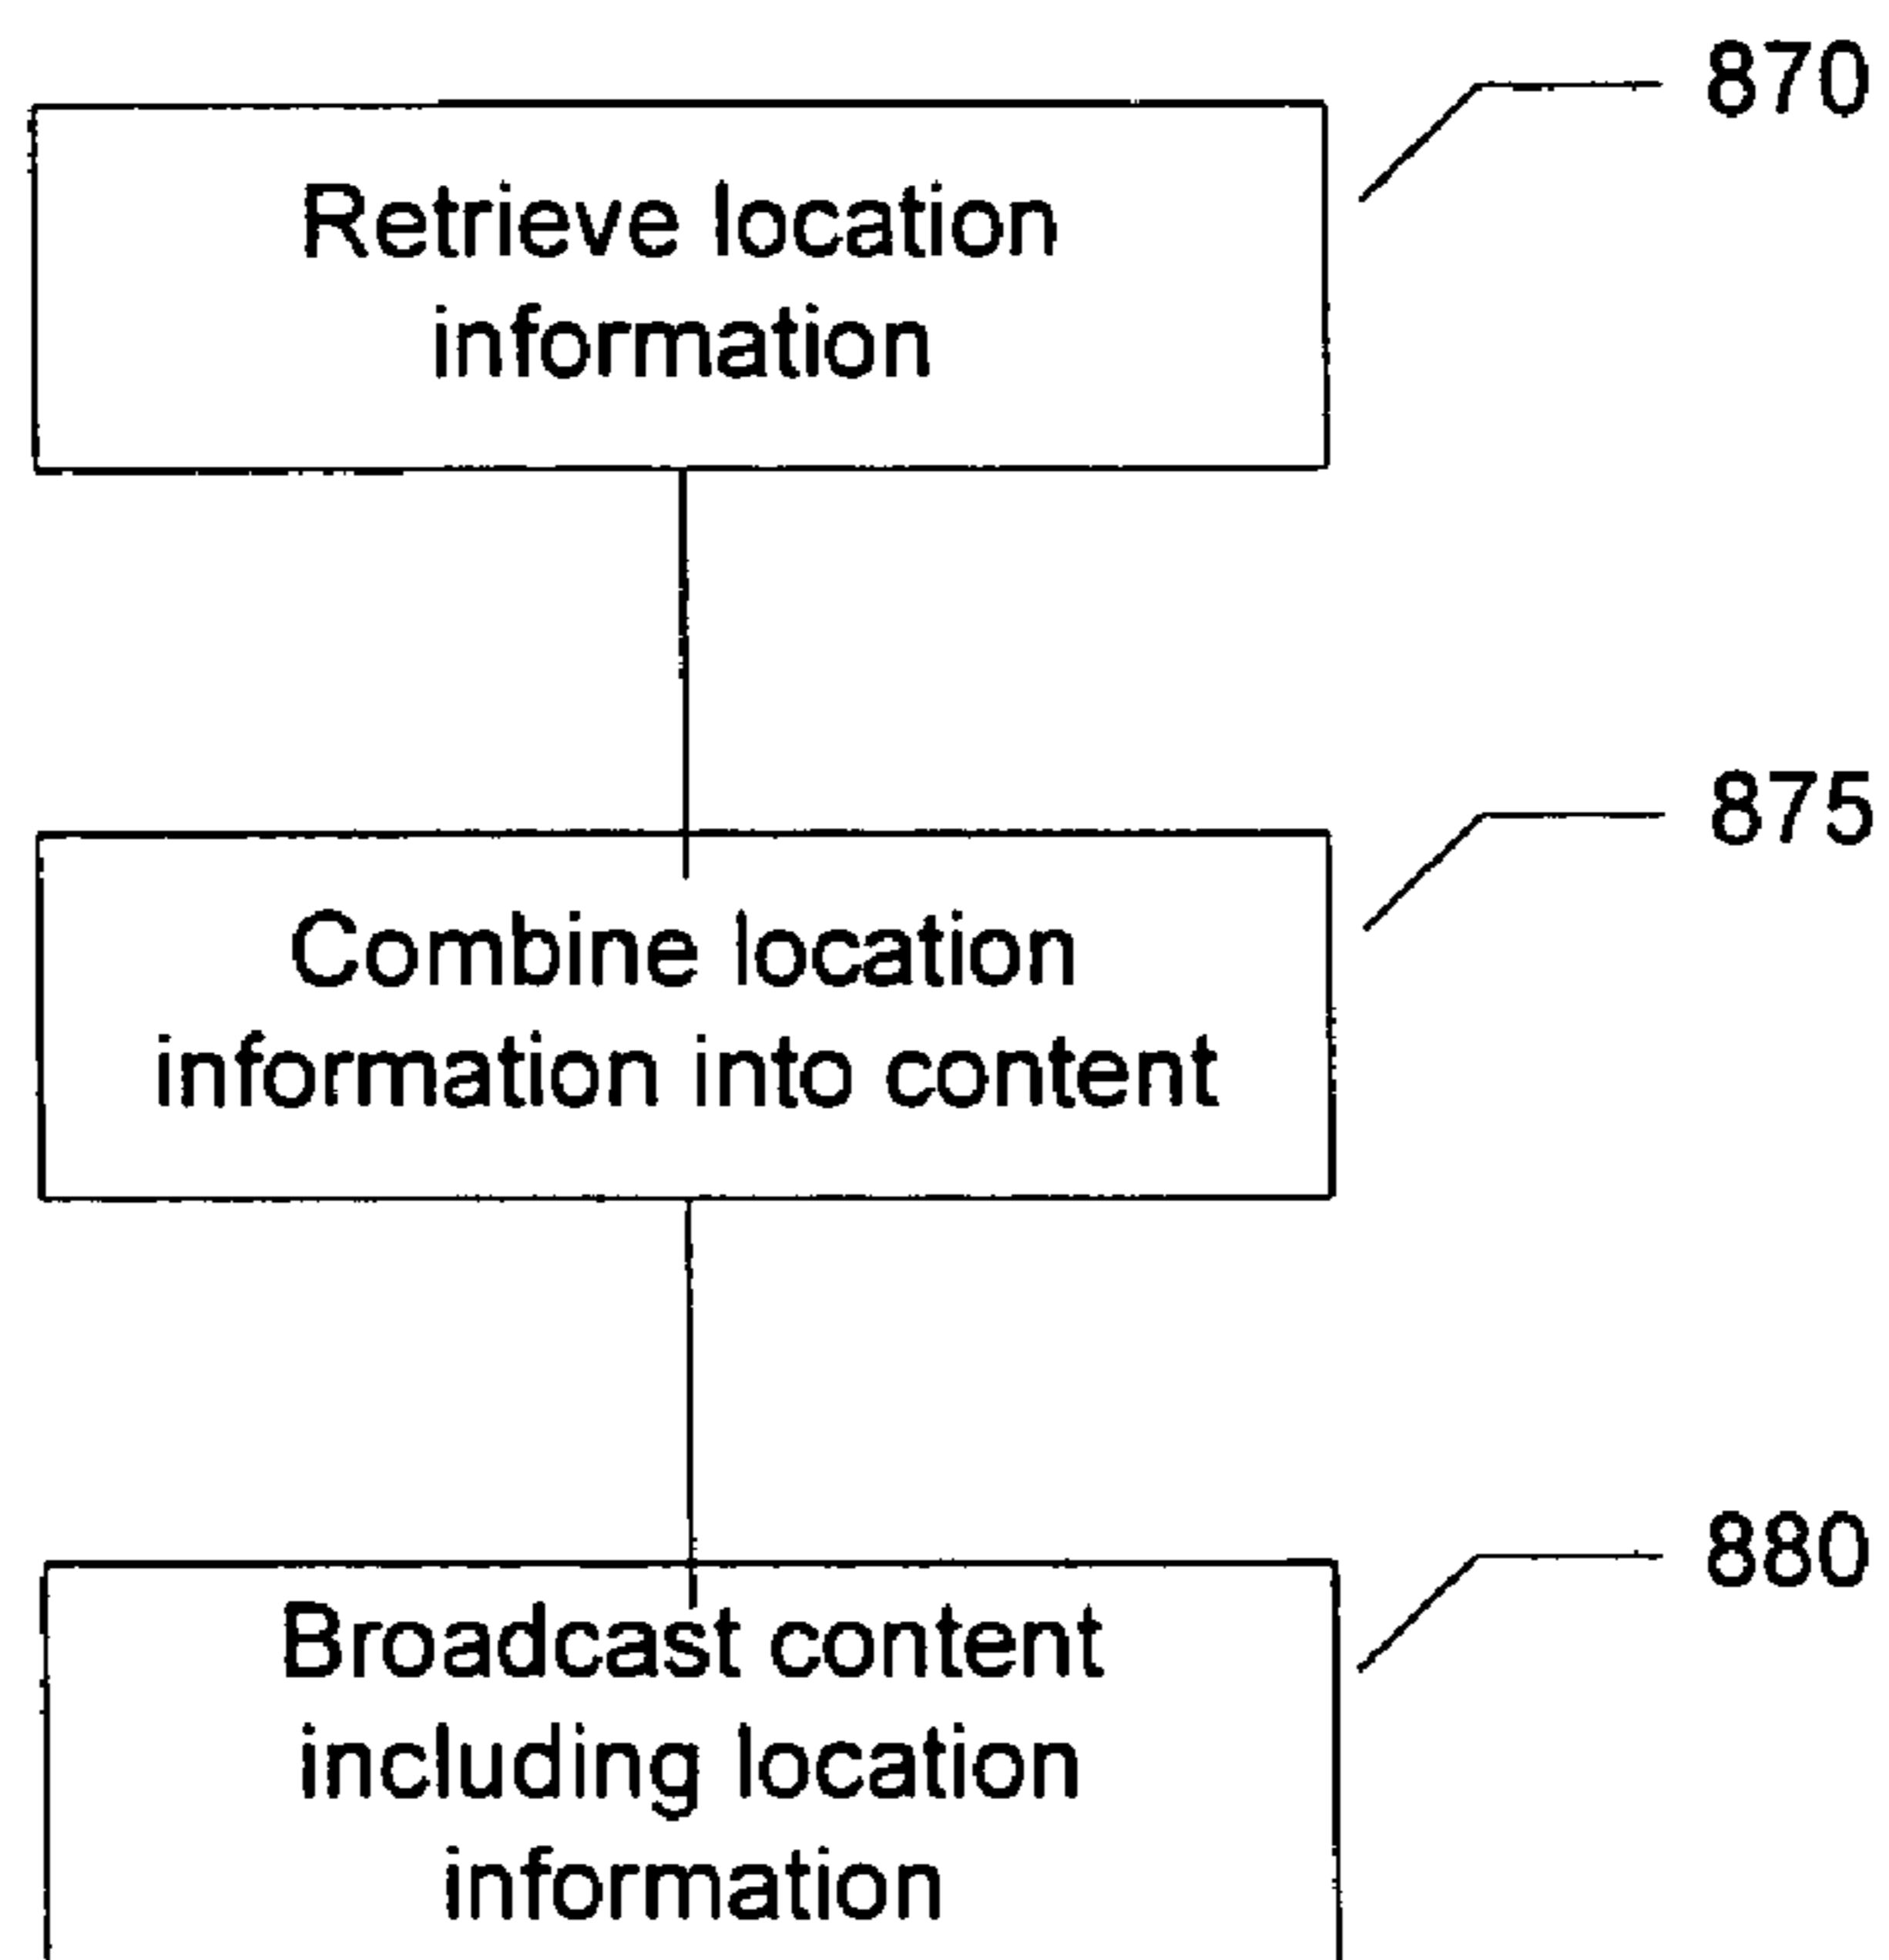 870
Retrieve location
information
875
Combine location
information into content
880
Broadcast content
including location
information